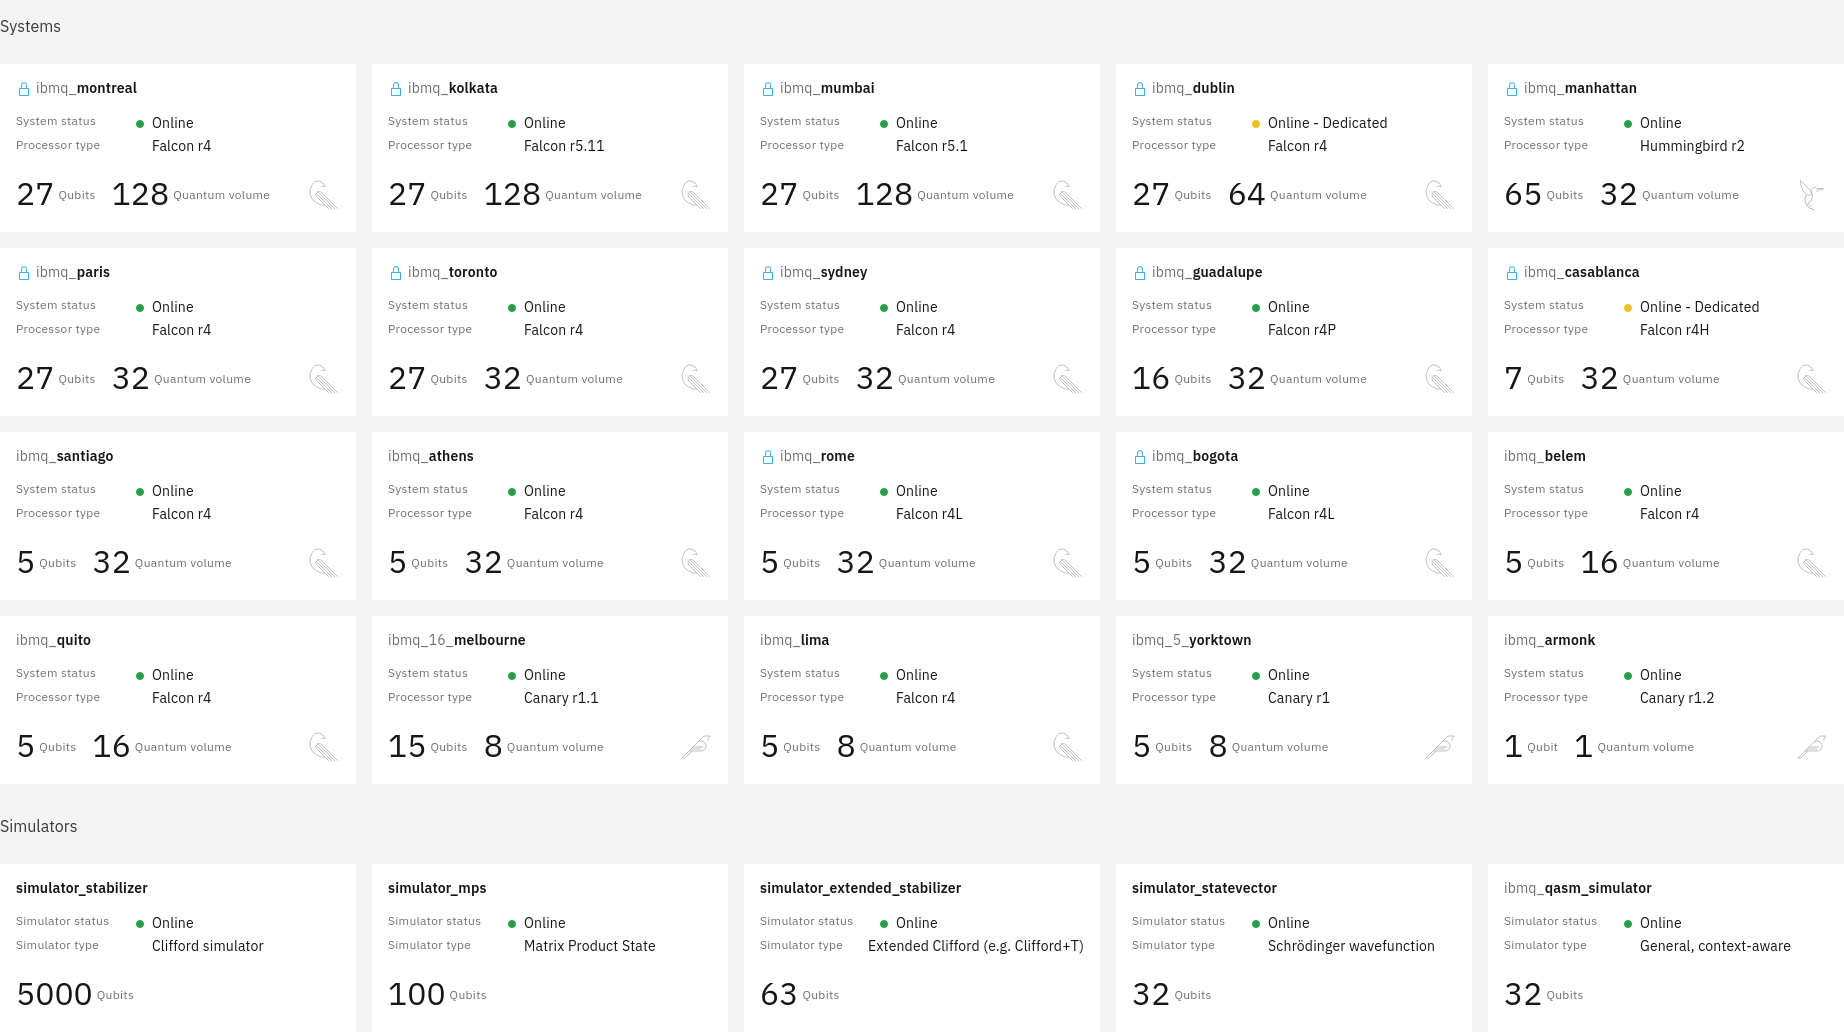 Systems
ibmq_montreal
System status Online
Processor type Falcon r4
27 Qubits 128 Quantum volume
ibmq_kolkata
System status Online
Processor type Falcon r5.11
27 Qubits 128 Quantum volume
ibmq_mumbai
System status Online
Processor type Falcon r5.1
27 Qubits 128 Quantum volume
ibmq_dublin
System status Online - Dedicated
Processor type Falcon r4
27 Qubits 64 Quantum volume
ibmq_manhattan
System status Online
Processor type Hummingbird r2
65 Qubits 32 Quantum volume
ibmq_paris
System status Online
Processor type Falcon r4
27 Qubits 32 Quantum volume
ibmq_toronto
System status Online
Processor type Falcon r4
27 Qubits 32 Quantum volume
ibmq_sydney
System status Online
Processor type Falcon r4
27 Qubits 32 Quantum volume
ibmq_guadalupe
System status Online
Processor type Falcon r4P
16 Qubits 32 Quantum volume
ibmq_casablanca
System status Online - Dedicated
Processor type Falcon r4H
7 Qubits 32 Quantum volume
ibmq_santiago
System status Online
Processor type Falcon r4
5 Qubits 32 Quantum volume
ibmq_athens
System status Online
Processor type Falcon r4
5 Qubits 32 Quantum volume
ibmq_rome
System status Online
Processor type Falcon r4L
5 Qubits 32 Quantum volume
ibmq_bogota
System status Online
Processor type Falcon r4L
5 Qubits 32 Quantum volume
ibmq_belem
System status Online
Processor type Falcon r4
5 Qubits 16 Quantum volume
ibmq_quito
System status Online
Processor type Falcon r4
5 Qubits 16 Quantum volume
ibmq_16_melbourne
System status Online
Processor type Canary r1.1
15 Qubits 8 Quantum volume
ibmq_lima
System status Online
Processor type Falcon r4
5 Qubits 8 Quantum volume
ibmq_5_yorktown
System status Online
Processor type Canary r1
5 Qubits 8 Quantum volume
ibmq_armonk
System status Online
Processor type Canary r1.2
1 Qubit 1 Quantum volume
Simulators
simulator_stabilizer
Simulator status Online
Simulator type Clifford simulator
5000 Qubits
simulator_mps
Simulator status Online
Simulator type Matrix Product State
100 Qubits
simulator_extended_stabilizer
Simulator status Online
Simulator type Extended Clifford (e.g. Clifford+T)
63 Qubits
simulator_statevector
Simulator status Online
Simulator type Schrödinger wavefunction
32 Qubits
ibmq_qasm_simulator
Simulator status Online
Simulator type General, context-aware
32 Qubits